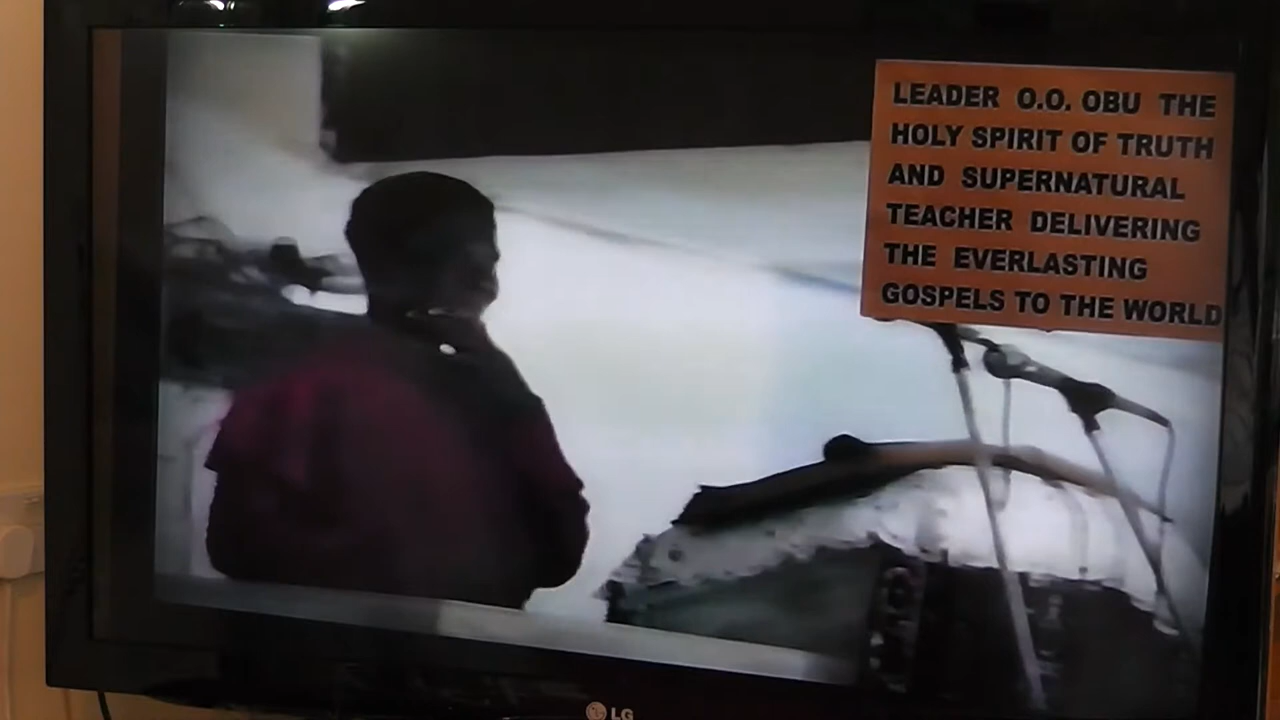 LEADER O.O. OBU THE
HOLY SPIRIT OF TRUTH
AND SUPERNATURAL
TEACHER DELIVERING
THE EVERLASTING
GOSPELS TO THE WORLD
LG